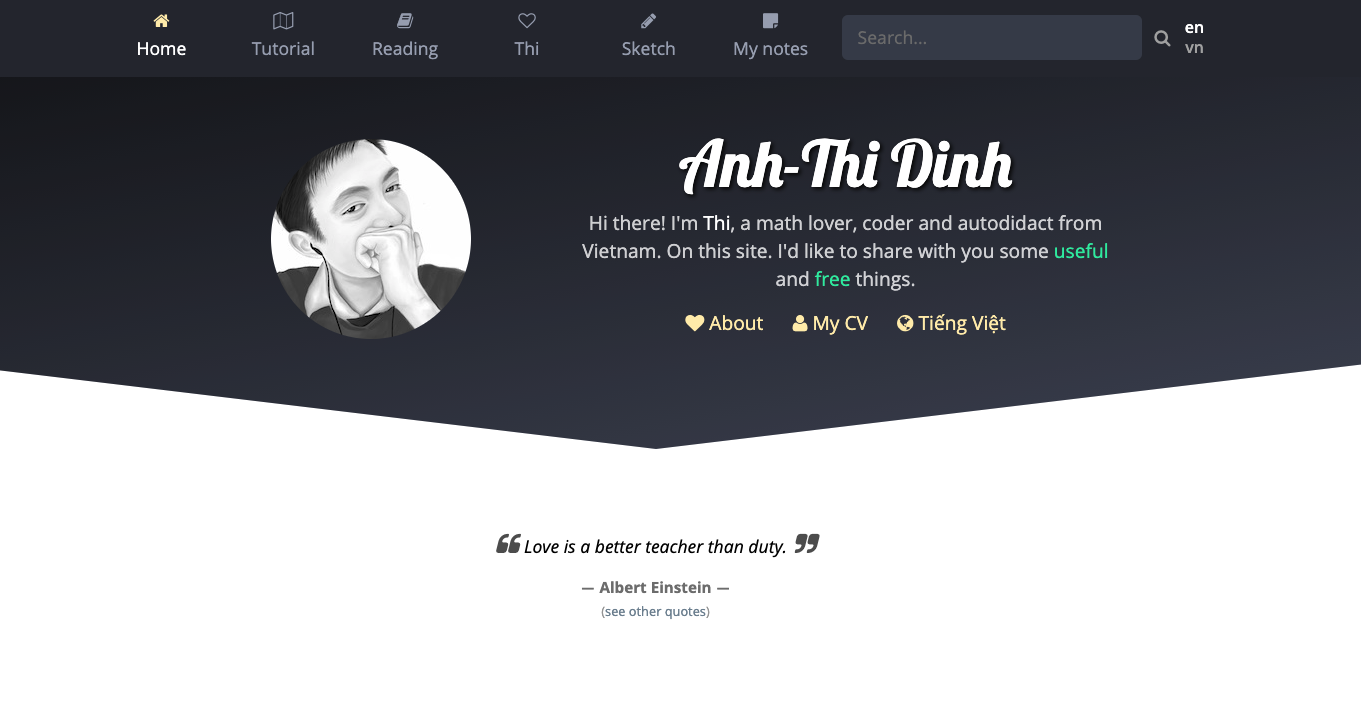 Home
Tutorial
Reading
Thi
Sketch
My notes
Search...
en
vn
Anh-Thi Dinh
Hi there! I'm Thi, a math lover, coder and autodidact from
Vietnam. On this site. I'd like to share with you some useful
and free things.
About
My CV
Tiếng Việt
❝ Love is a better teacher than duty. ❞
— Albert Einstein —
(see other quotes)